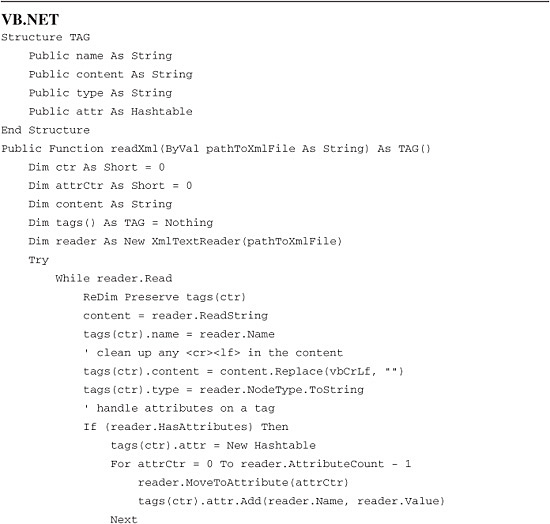 VB.NET
Structure TAG
    Public name As String
    Public content As String
    Public type As String
    Public attr As Hashtable
End Structure
Public Function readXml(ByVal pathToXmlFile As String) As TAG()
    Dim ctr As Short = 0
    Dim attrCtr As Short = 0
    Dim content As String
    Dim tags() As TAG = Nothing
    Dim reader As New XmlTextReader(pathToXmlFile)
    Try
        While reader.Read
            ReDim Preserve tags(ctr)
            content = reader.ReadString
            tags(ctr).name = reader.Name
            ' clean up any <cr><lf> in the content
            tags(ctr).content = content.Replace(vbCrLf, "")
            tags(ctr).type = reader.NodeType.ToString
            ' handle attributes on a tag
            If (reader.HasAttributes) Then
                tags(ctr).attr = New Hashtable
                For attrCtr = 0 To reader.AttributeCount - 1
                    reader.MoveToAttribute(attrCtr)
                    tags(ctr).attr.Add(reader.Name, reader.Value)
                Next